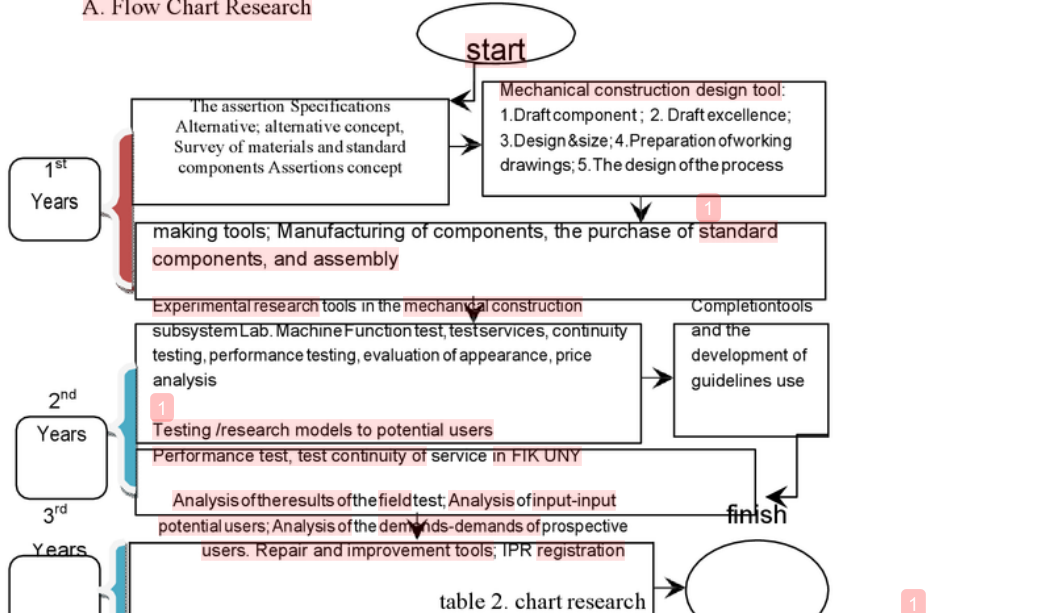 A. Flow Chart Research
start
The assertion Specifications
Alternative; alternative concept,
Survey of materials and standard
components Assertions concept
Mechanical construction design tool:
1.Draft component ; 2. Draft excellence;
3.Design &size; 4.Preparation of working
drawings; 5. The design of the process
1st
Years
1
making tools; Manufacturing of components, the purchase of standard
components, and assembly
Experimental research tools in the mechanical construction
subsystem Lab. Machine Function test, test services, continuity
testing, performance testing, evaluation of appearance, price
analysis
Completion tools
and the
development of
guidelines use
2nd
Years
1
Testing /research models to potential users
Performance test, test continuity of service in FIK UNY
Analysis of the results of the field test; Analysis of input-input
potential users; Analysis of the demands-demands of prospective
users. Repair and improvement tools; IPR registration
finish
3rd
Years
table 2. chart research
1